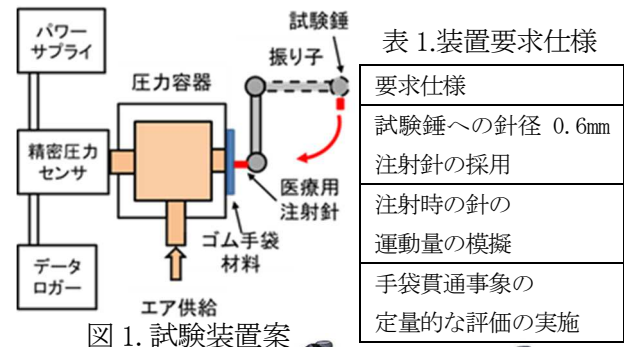 パワー
サプライ
圧力容器
試験錘
振り子
精密圧力
センサ
医療用
注射針
ゴム手袋
材料
データ
ロガー
エア供給
図 1. 試験装置案
表 1.装置要求仕様
要求仕様
試験錘への針径 0.6mm
注射針の採用
注射時の針の
運動量の模擬
手袋貫通事象の
定量的な評価の実施